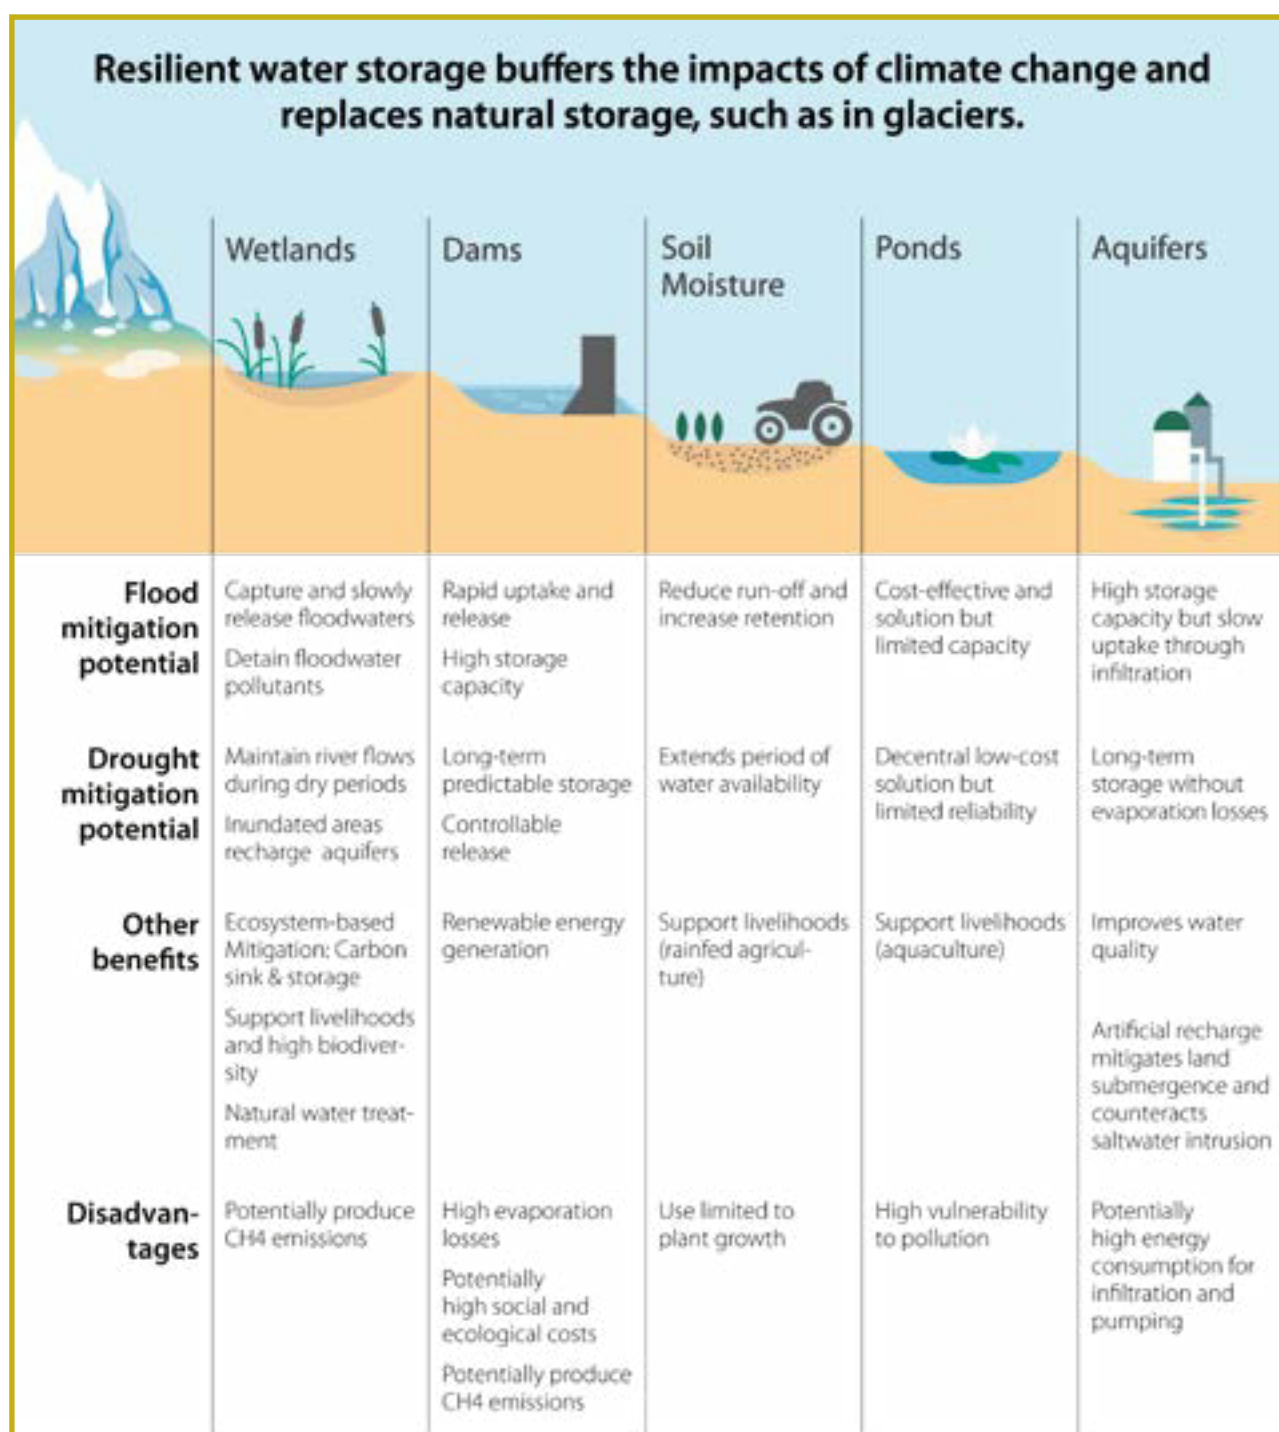 Resilient water storage buffers the impacts of climate change and
replaces natural storage, such as in glaciers.
Wetlands
Dams
Soil
Moisture
Ponds
Aquifers
Flood
mitigation
potential
Capture and slowly
release floodwaters
Detain floodwater
pollutants
Rapid uptake and
release
High storage
capacity
Reduce run-off and
increase retention
Cost-effective and
solution but
limited capacity
High storage
capacity but slow
uptake through
infiltration
Drought
mitigation
potential
Maintain river flows
during dry periods
Inundated areas
recharge aquifers
Long-term
predictable storage
Controllable
release
Extends period of
water availability
Decentral low-cost
solution but
limited reliability
Long-term
storage without
evaporation losses
Other
benefits
Ecosystem-based
Mitigation: Carbon
sink & storage
Support livelihoods
and high biodiver-
sity
Natural water treat-
ment
Renewable energy
generation
Support livelihoods
(rainfed agricul-
ture)
Support livelihoods
(aquaculture)
Improves water
quality
Artificial recharge
mitigates land
submergence and
counteracts
saltwater intrusion
Disadvan-
tages
Potentially produce
CH4 emissions
High evaporation
losses
Potentially
high social and
ecological costs
Potentially produce
CH4 emissions
Use limited to
plant growth
High vulnerability
to pollution
Potentially
high energy
consumption for
infiltration and
pumping